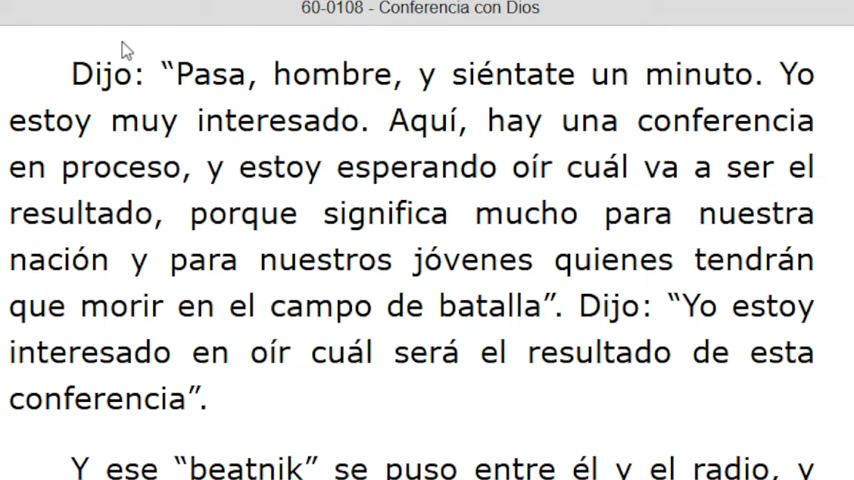 60-0108 - Conferencia con Dios
Dijo: “Pasa, hombre, y siéntate un minuto. Yo
estoy muy interesado. Aquí, hay una conferencia
en proceso, y estoy esperando oír cuál va a ser el
resultado, porque significa mucho para nuestra
nación y para nuestros jóvenes quienes tendrán
que morir en el campo de batalla”. Dijo: “Yo estoy
interesado en oír cuál será el resultado de esta
conferencia”.
Y ese “beatnik” se puso entre él y el radio, y